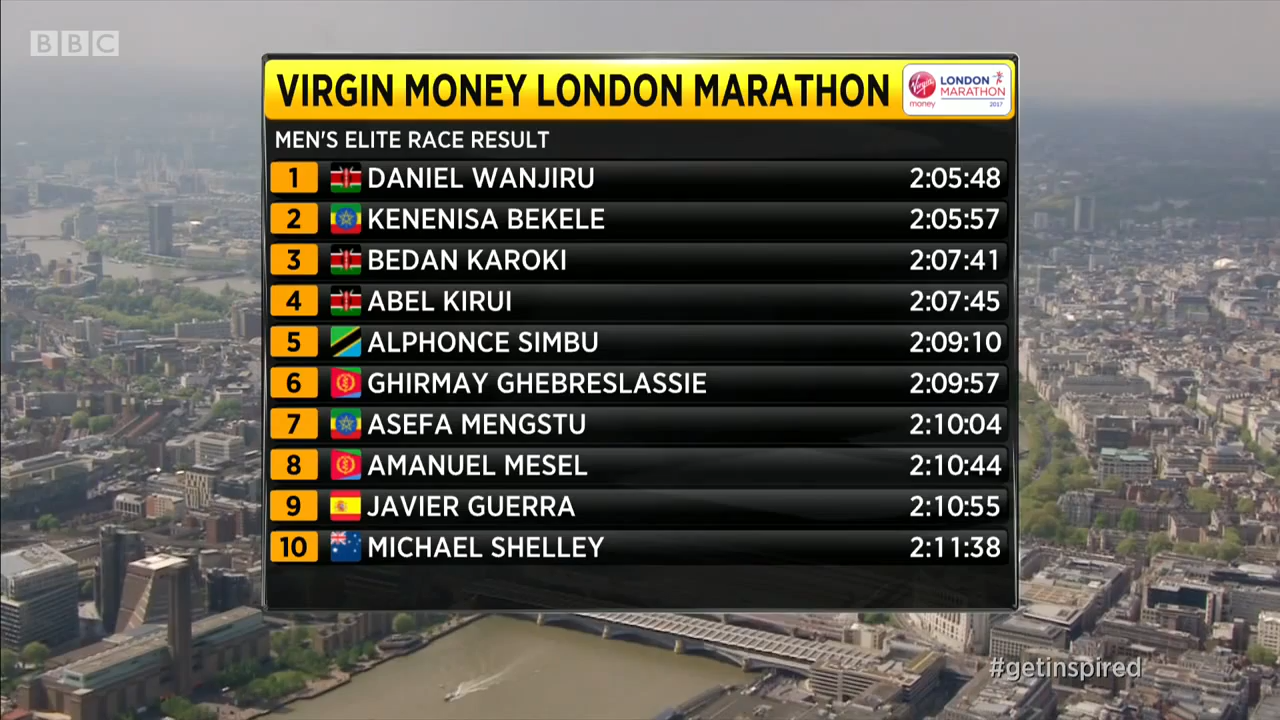 BBC
VIRGIN MONEY LONDON MARATHON
Virgin money LONDON MARATHON 2017
MEN'S ELITE RACE RESULT
1 DANIEL WANJIRU 2:05:48
2 KENENISA BEKELE 2:05:57
3 BEDAN KAROKI 2:07:41
4 ABEL KIRUI 2:07:45
5 ALPHONCE SIMBU 2:09:10
6 GHIRMAY GHEBRESLASSIE 2:09:57
7 ASEFA MENGSTU 2:10:04
8 AMANUEL MESEL 2:10:44
9 JAVIER GUERRA 2:10:55
10 MICHAEL SHELLEY 2:11:38
#getinspired